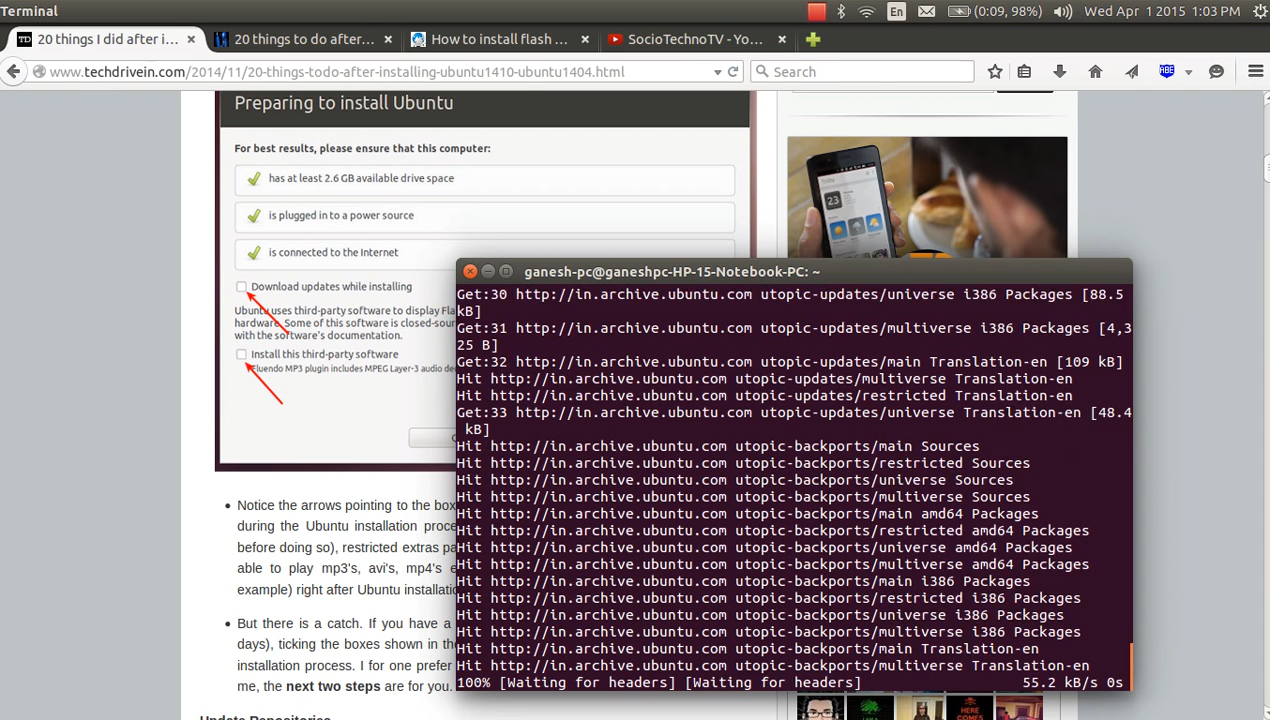 Terminal
En
(0:09, 98%)
Wed Apr 1 2015 1:03 PM
20 things I did after i...
20 things to do after...
How to install flash ...
SocioTechnoTV - Yo...
www.techdrivein.com/2014/11/20-things-todo-after-installing-ubuntu1410-ubuntu1404.html
Search
ABE
Preparing to install Ubuntu
For best results, please ensure that this computer:
has at least 2.6 GB available drive space
is plugged in to a power source
is connected to the Internet
Download updates while installing
Ubuntu uses third-party software to display Fla
hardware. Some of this software is closed-sou
with the software's documentation.
Install this third-party software
Fluendo MP3 plugin includes MPEG Layer-3 audio de
23
Notice the arrows pointing to the box
during the Ubuntu installation proce
before doing so), restricted extras pa
able to play mp3's, avi's, mp4's e
example) right after Ubuntu installati
But there is a catch. If you have a
days), ticking the boxes shown in th
installation process. I for one prefer
me, the next two steps are for you.
Update Repositories
ganesh-pc@ganeshpc-HP-15-Notebook-PC: ~
Get:30 http://in.archive.ubuntu.com utopic-updates/universe i386 Packages [88.5
kB]
Get:31 http://in.archive.ubuntu.com utopic-updates/multiverse i386 Packages [4,3
25 B]
Get:32 http://in.archive.ubuntu.com utopic-updates/main Translation-en [109 kB]
Hit http://in.archive.ubuntu.com utopic-updates/multiverse Translation-en
Hit http://in.archive.ubuntu.com utopic-updates/restricted Translation-en
Get:33 http://in.archive.ubuntu.com utopic-updates/universe Translation-en [48.4
kB]
Hit http://in.archive.ubuntu.com utopic-backports/main Sources
Hit http://in.archive.ubuntu.com utopic-backports/restricted Sources
Hit http://in.archive.ubuntu.com utopic-backports/universe Sources
Hit http://in.archive.ubuntu.com utopic-backports/multiverse Sources
Hit http://in.archive.ubuntu.com utopic-backports/main amd64 Packages
Hit http://in.archive.ubuntu.com utopic-backports/restricted amd64 Packages
Hit http://in.archive.ubuntu.com utopic-backports/universe amd64 Packages
Hit http://in.archive.ubuntu.com utopic-backports/multiverse amd64 Packages
Hit http://in.archive.ubuntu.com utopic-backports/main i386 Packages
Hit http://in.archive.ubuntu.com utopic-backports/restricted i386 Packages
Hit http://in.archive.ubuntu.com utopic-backports/universe i386 Packages
Hit http://in.archive.ubuntu.com utopic-backports/multiverse i386 Packages
Hit http://in.archive.ubuntu.com utopic-backports/main Translation-en
Hit http://in.archive.ubuntu.com utopic-backports/multiverse Translation-en
100% [Waiting for headers] [Waiting for headers] 55.2 kB/s 0s
HERE
COMES